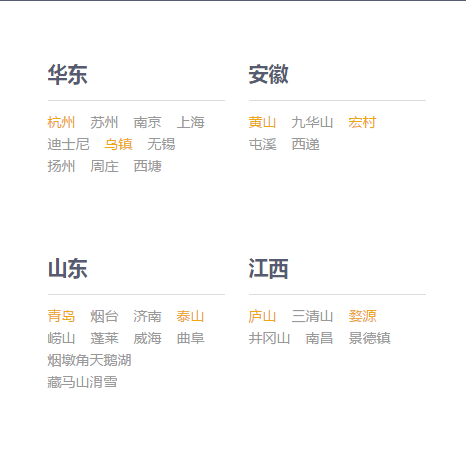 华东
杭州 苏州 南京 上海
迪士尼 乌镇 无锡
扬州 周庄 西塘
安徽
黄山 九华山 宏村
屯溪 西递
山东
青岛 烟台 济南 泰山
崂山 蓬莱 威海 曲阜
烟墩角天鹅湖
藏马山滑雪
江西
庐山 三清山 婺源
井冈山 南昌 景德镇